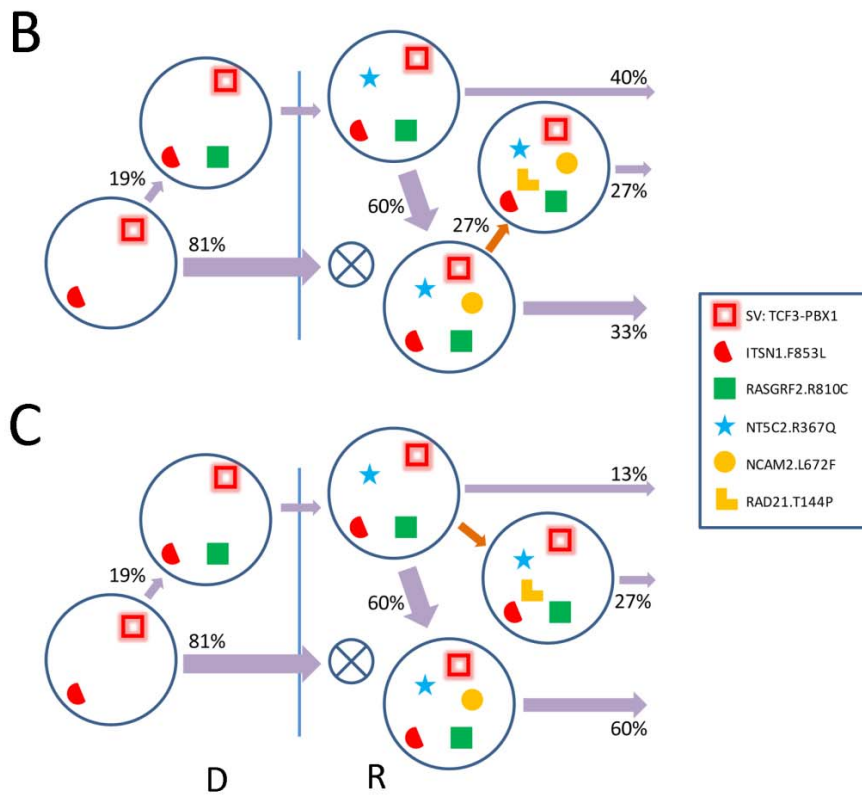 B
40%
19%
27%
60%
27%
81%
33%
SV: TCF3-PBX1
ITSN1.F853L
RASGRF2.R810C
NT5C2.R367Q
NCAM2.L672F
RAD21.T144P
C
13%
19%
60%
27%
81%
60%
D
R